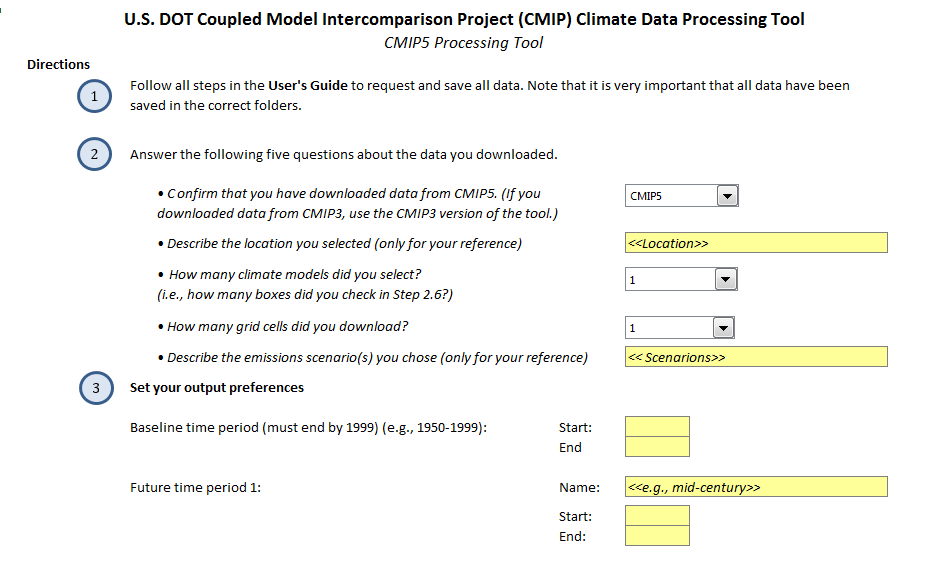 U.S. DOT Coupled Model Intercomparison Project (CMIP) Climate Data Processing Tool
CMIP5 Processing Tool
Directions
1 Follow all steps in the User's Guide to request and save all data. Note that it is very important that all data have been
saved in the correct folders.
2 Answer the following five questions about the data you downloaded.
• Confirm that you have downloaded data from CMIP5. (If you
downloaded data from CMIP3, use the CMIP3 version of the tool.)
CMIP5
• Describe the location you selected (only for your reference) <<Location>>
• How many climate models did you select?
(i.e., how many boxes did you check in Step 2.6?)
1
• How many grid cells did you download? 1
• Describe the emissions scenario(s) you chose (only for your reference) << Scenarions>>
3 Set your output preferences
Baseline time period (must end by 1999) (e.g., 1950-1999): Start:
End
Future time period 1: Name: <<e.g., mid-century>>
Start:
End: